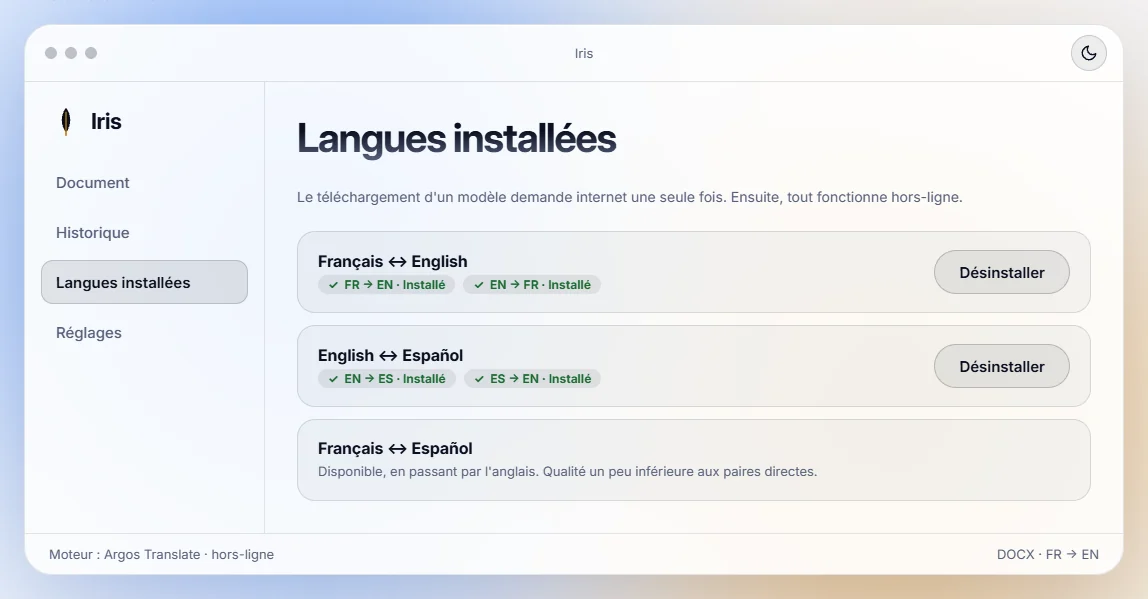 Iris
Iris
Document
Historique
Langues installées
Réglages
Langues installées
Le téléchargement d'un modèle demande internet une seule fois. Ensuite, tout fonctionne hors-ligne.
Français ↔ English
✓ FR → EN · Installé ✓ EN → FR · Installé
Désinstaller
English ↔ Español
✓ EN → ES · Installé ✓ ES → EN · Installé
Désinstaller
Français ↔ Español
Disponible, en passant par l'anglais. Qualité un peu inférieure aux paires directes.
Moteur : Argos Translate · hors-ligne
DOCX · FR → EN